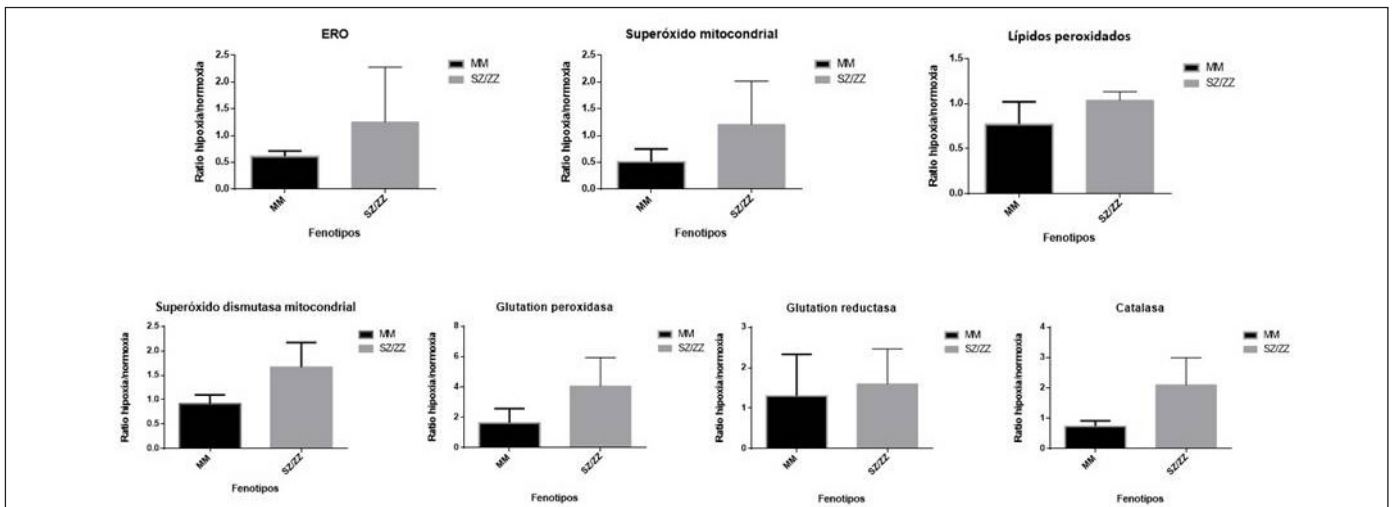 ERO
Ratio hipoxia/normoxia
2.5
2.0
1.5
1.0
0.5
0.0
MM
SZ/ZZ
Fenotipos
MM
SZ/ZZ
Superóxido mitocondrial
Ratio hipoxia/normoxia
2.5
2.0
1.5
1.0
0.5
0.0
MM
SZ/ZZ
Fenotipos
MM
SZ/ZZ
Lípidos peroxidados
Ratio hipoxia/normoxia
1.5
1.0
0.5
0.0
MM
SZ/ZZ
Fenotipos
MM
SZ/ZZ
Superóxido dismutasa mitocondrial
Ratio hipoxia/normoxia
2.5
2.0
1.5
1.0
0.5
0.0
MM
SZ/ZZ
Fenotipos
MM
SZ/ZZ
Glutation peroxidasa
Ratio hipoxia/normoxia
8
6
4
2
0
MM
SZ/ZZ
Fenotipos
MM
SZ/ZZ
Glutation reductasa
Ratio hipoxia/normoxia
3
2
1
0
MM
SZ/ZZ
Fenotipos
MM
SZ/ZZ
Catalasa
Ratio hipoxia/normoxia
4
3
2
1
0
MM
SZ/ZZ
Fenotipos
MM
SZ/ZZ